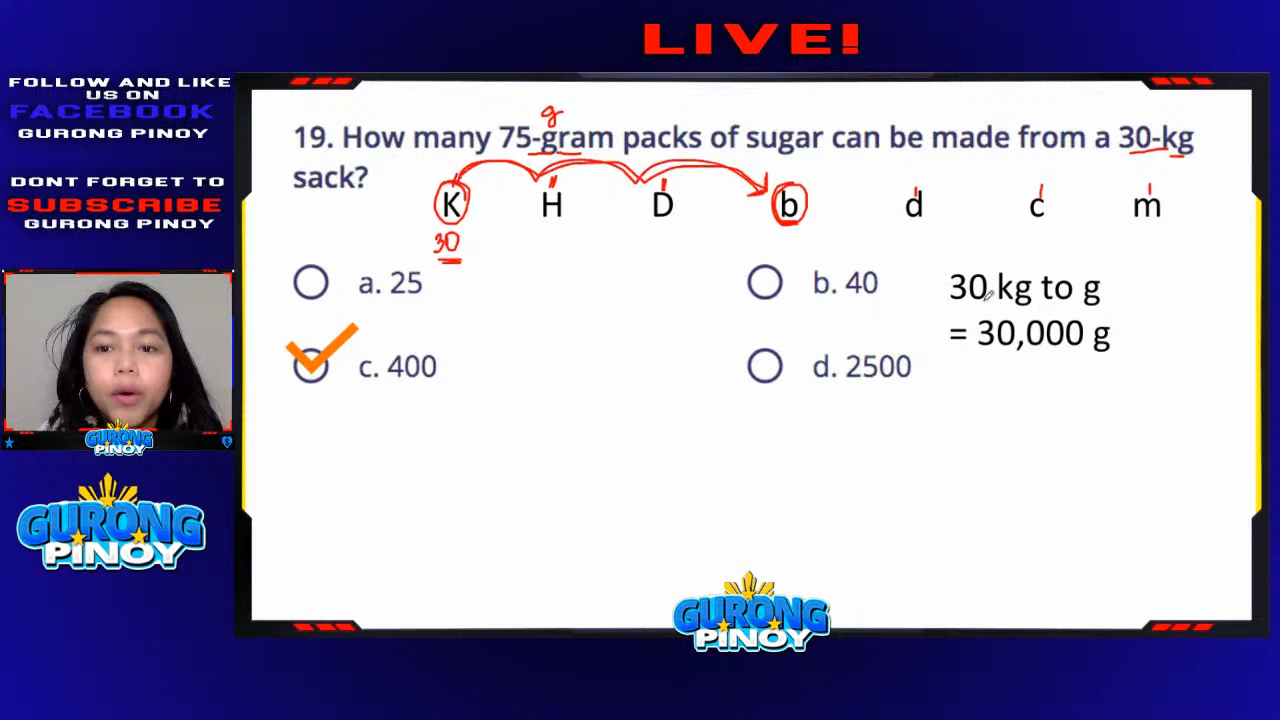 LIVE!
FOLLOW AND LIKE
US ON
FACEBOOK
GURONG PINOY
DONT FORGET TO
SUBSCRIBE
GURONG PINOY
g
19. How many 75-gram packs of sugar can be made from a 30-kg
sack?
K H D b d c m
30
a. 25
b. 40
c. 400
d. 2500
30 kg to g
= 30,000 g
GURONG
PINOY
GURONG
PINOY
GURONG
PINOY